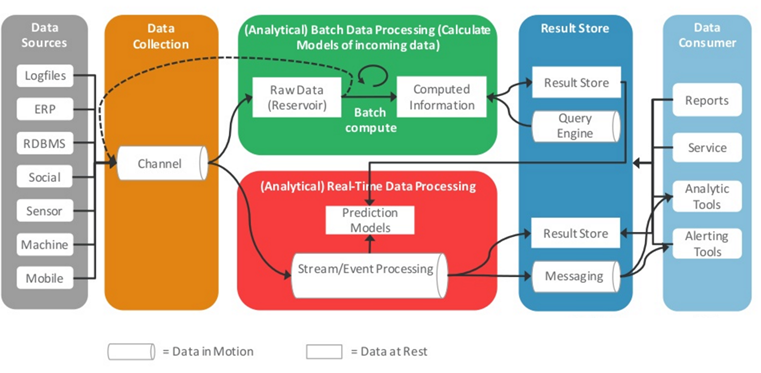 Data
Sources
Logfiles
ERP
RDBMS
Social
Sensor
Machine
Mobile
Data
Collection
Channel
(Analytical) Batch Data Processing (Calculate
Models of incoming data)
Raw Data
(Reservoir)
Batch
compute
Computed
Information
(Analytical) Real-Time Data Processing
Prediction
Models
Stream/Event Processing
Result Store
Result Store
Query
Engine
Result Store
Messaging
Data
Consumer
Reports
Service
Analytic
Tools
Alerting
Tools
= Data in Motion
= Data at Rest